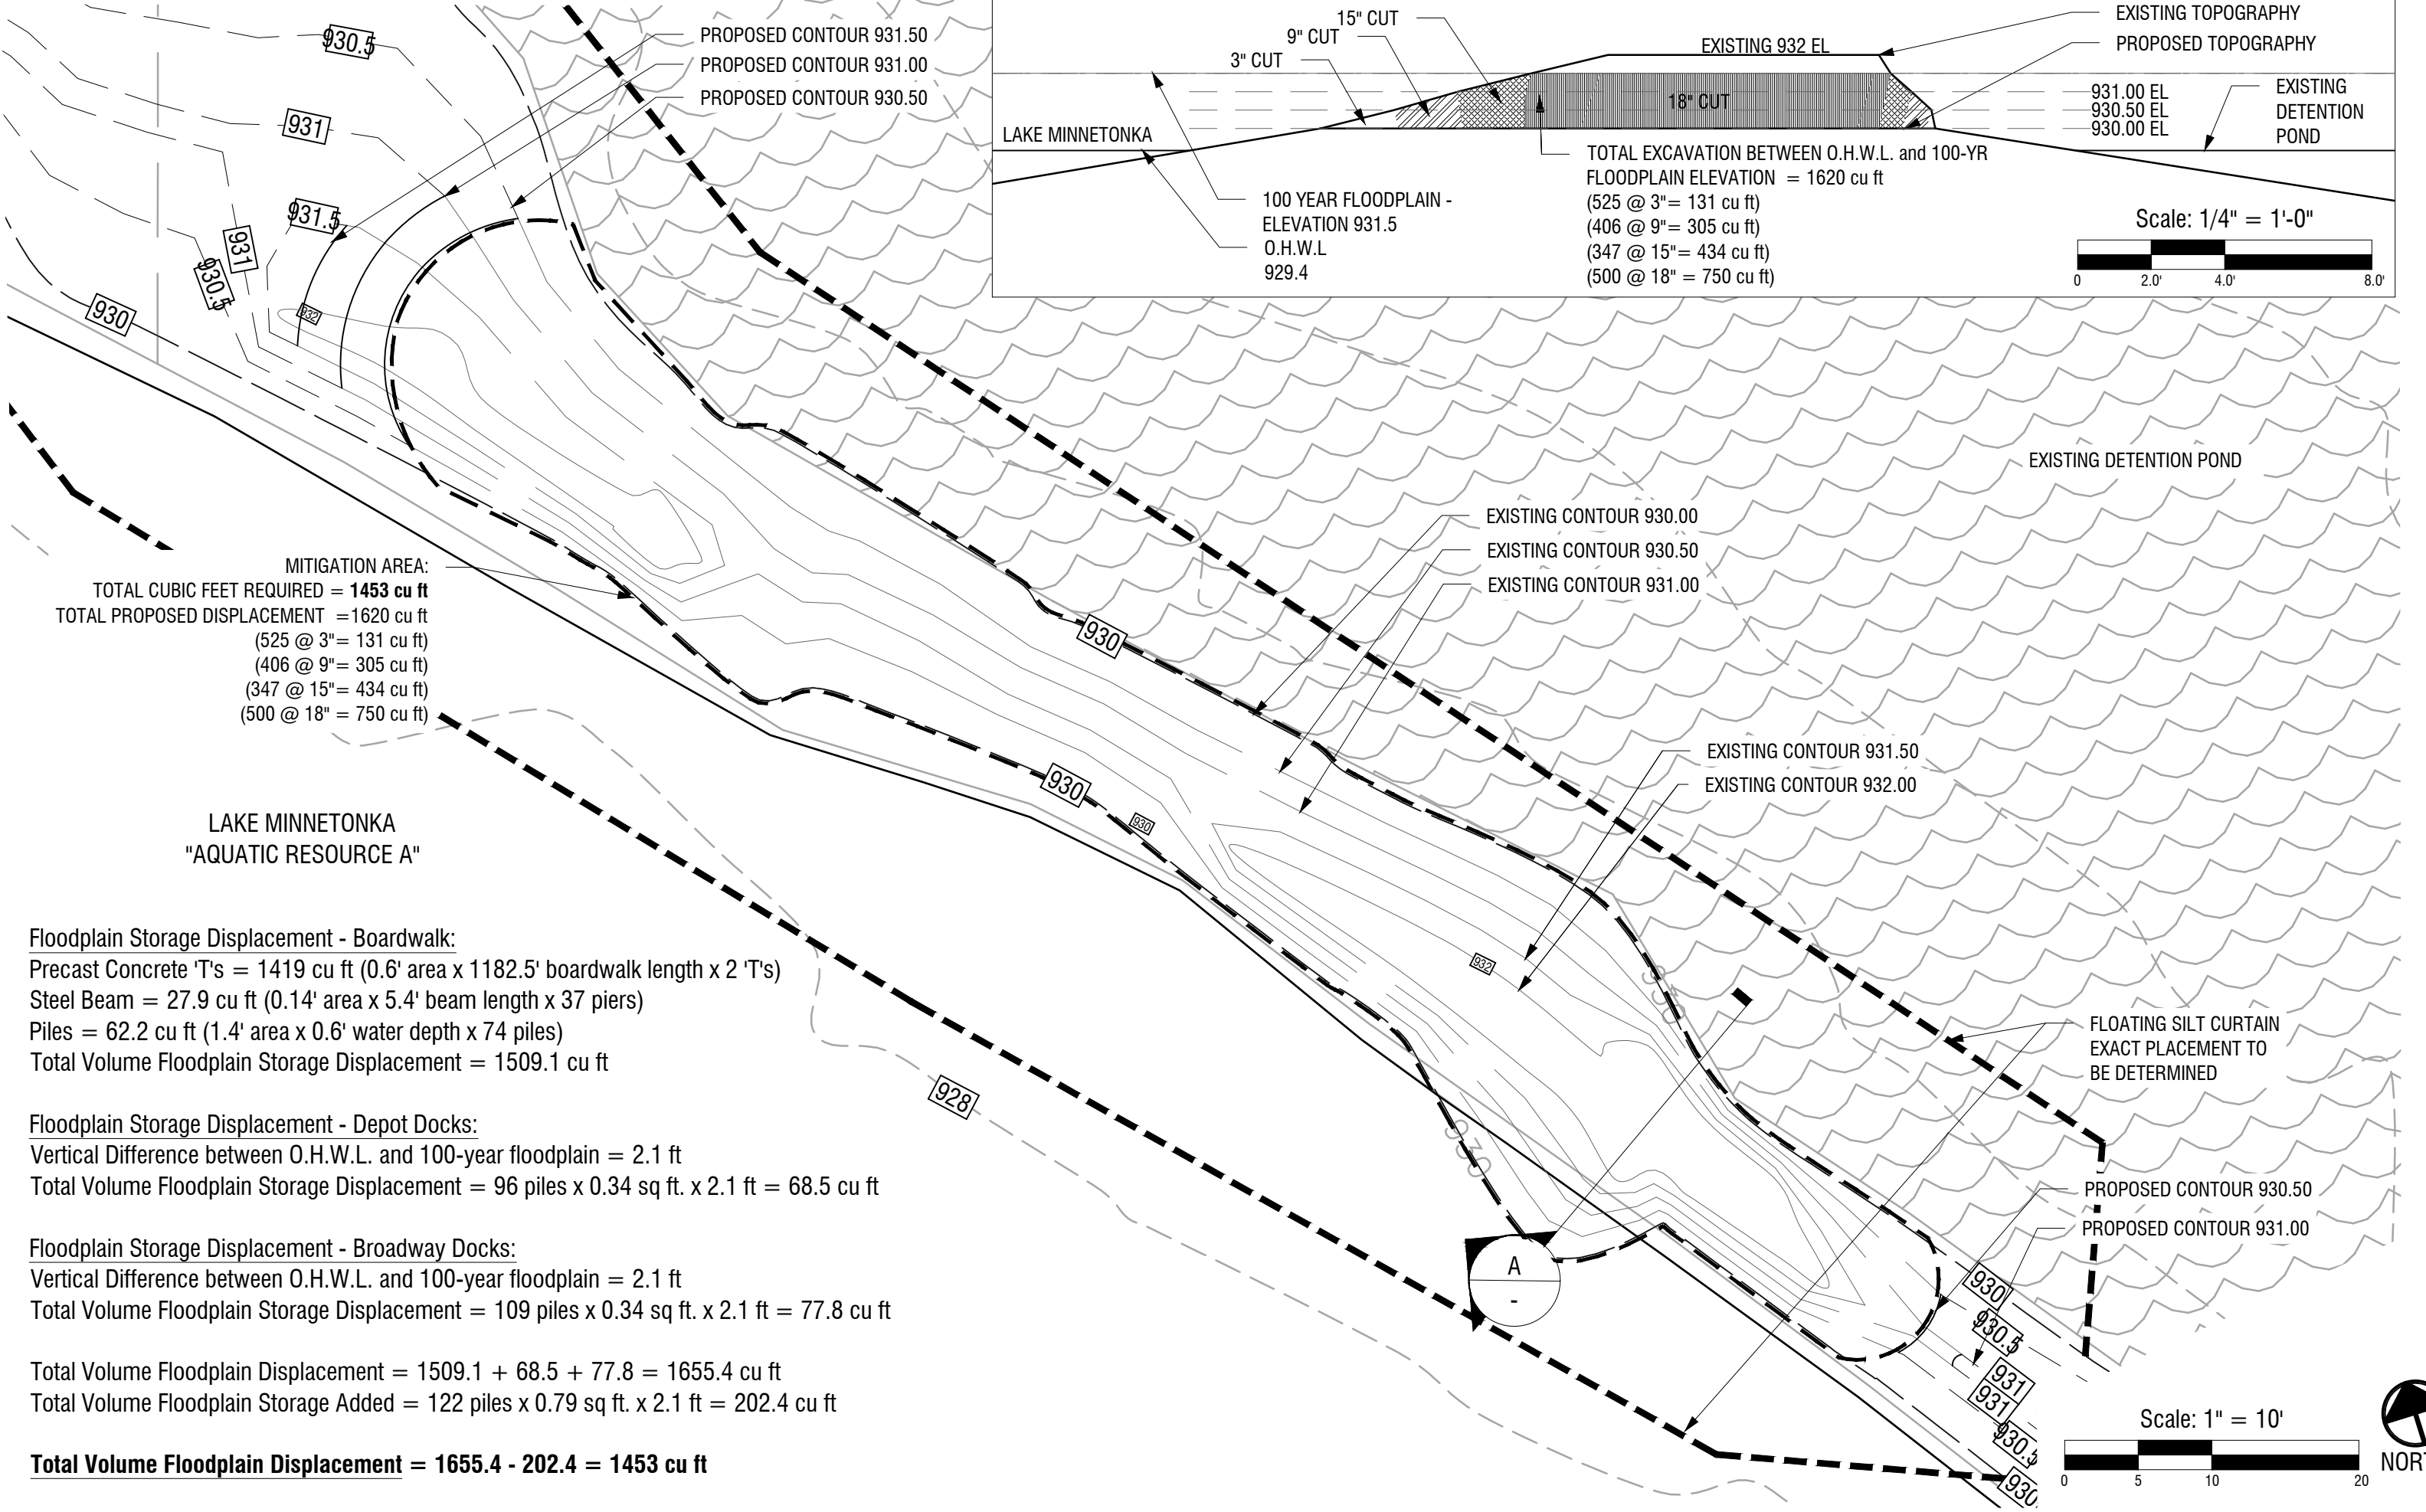 930.5
931
931.5
931
930.5
932
930
PROPOSED CONTOUR 931.50
PROPOSED CONTOUR 931.00
PROPOSED CONTOUR 930.50
15" CUT
9" CUT
3" CUT
EXISTING 932 EL
18" CUT
EXISTING TOPOGRAPHY
PROPOSED TOPOGRAPHY
931.00 EL
930.50 EL
930.00 EL
EXISTING
DETENTION
POND
LAKE MINNETONKA
100 YEAR FLOODPLAIN -
ELEVATION 931.5
O.H.W.L
929.4
TOTAL EXCAVATION BETWEEN O.H.W.L. and 100-YR
FLOODPLAIN ELEVATION = 1620 cu ft
(525 @ 3"= 131 cu ft)
(406 @ 9"= 305 cu ft)
(347 @ 15"= 434 cu ft)
(500 @ 18" = 750 cu ft)
Scale: 1/4" = 1'-0"
0 2.0' 4.0' 8.0'
EXISTING DETENTION POND
EXISTING CONTOUR 930.00
EXISTING CONTOUR 930.50
EXISTING CONTOUR 931.00
MITIGATION AREA:
TOTAL CUBIC FEET REQUIRED = 1453 cu ft
TOTAL PROPOSED DISPLACEMENT =1620 cu ft
(525 @ 3"= 131 cu ft)
(406 @ 9"= 305 cu ft)
(347 @ 15"= 434 cu ft)
(500 @ 18" = 750 cu ft)
930
930
930
EXISTING CONTOUR 931.50
EXISTING CONTOUR 932.00
932
930
930
928
LAKE MINNETONKA
"AQUATIC RESOURCE A"
Floodplain Storage Displacement - Boardwalk:
Precast Concrete 'T's = 1419 cu ft (0.6' area x 1182.5' boardwalk length x 2 'T's)
Steel Beam = 27.9 cu ft (0.14' area x 5.4' beam length x 37 piers)
Piles = 62.2 cu ft (1.4' area x 0.6' water depth x 74 piles)
Total Volume Floodplain Storage Displacement = 1509.1 cu ft
Floodplain Storage Displacement - Depot Docks:
Vertical Difference between O.H.W.L. and 100-year floodplain = 2.1 ft
Total Volume Floodplain Storage Displacement = 96 piles x 0.34 sq ft. x 2.1 ft = 68.5 cu ft
Floodplain Storage Displacement - Broadway Docks:
Vertical Difference between O.H.W.L. and 100-year floodplain = 2.1 ft
Total Volume Floodplain Storage Displacement = 109 piles x 0.34 sq ft. x 2.1 ft = 77.8 cu ft
Total Volume Floodplain Displacement = 1509.1 + 68.5 + 77.8 = 1655.4 cu ft
Total Volume Floodplain Storage Added = 122 piles x 0.79 sq ft. x 2.1 ft = 202.4 cu ft
Total Volume Floodplain Displacement = 1655.4 - 202.4 = 1453 cu ft
FLOATING SILT CURTAIN
EXACT PLACEMENT TO
BE DETERMINED
PROPOSED CONTOUR 930.50
PROPOSED CONTOUR 931.00
A
-
930
930.5
931
931
930.5
930
Scale: 1" = 10'
0 5 10 20
NORT